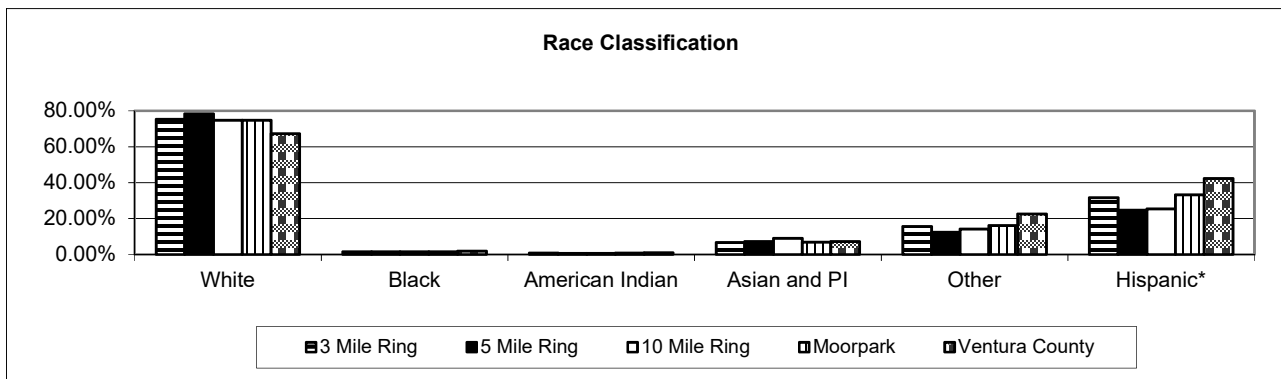 Race Classification
80.00%
60.00%
40.00%
20.00%
0.00%
White Black American Indian Asian and PI Other Hispanic*
3 Mile Ring 5 Mile Ring 10 Mile Ring Moorpark Ventura County